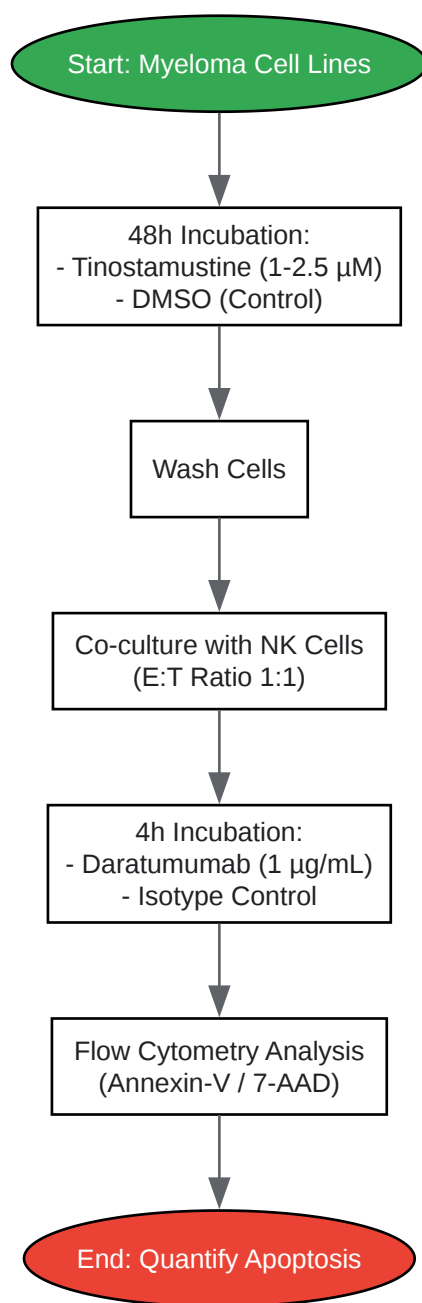 Start: Myeloma Cell Lines
48h Incubation:
- Tinostamustine (1-2.5 µM)
- DMSO (Control)
Wash Cells
Co-culture with NK Cells
(E:T Ratio 1:1)
4h Incubation:
- Daratumumab (1 µg/mL)
- Isotype Control
Flow Cytometry Analysis
(Annexin-V / 7-AAD)
End: Quantify Apoptosis